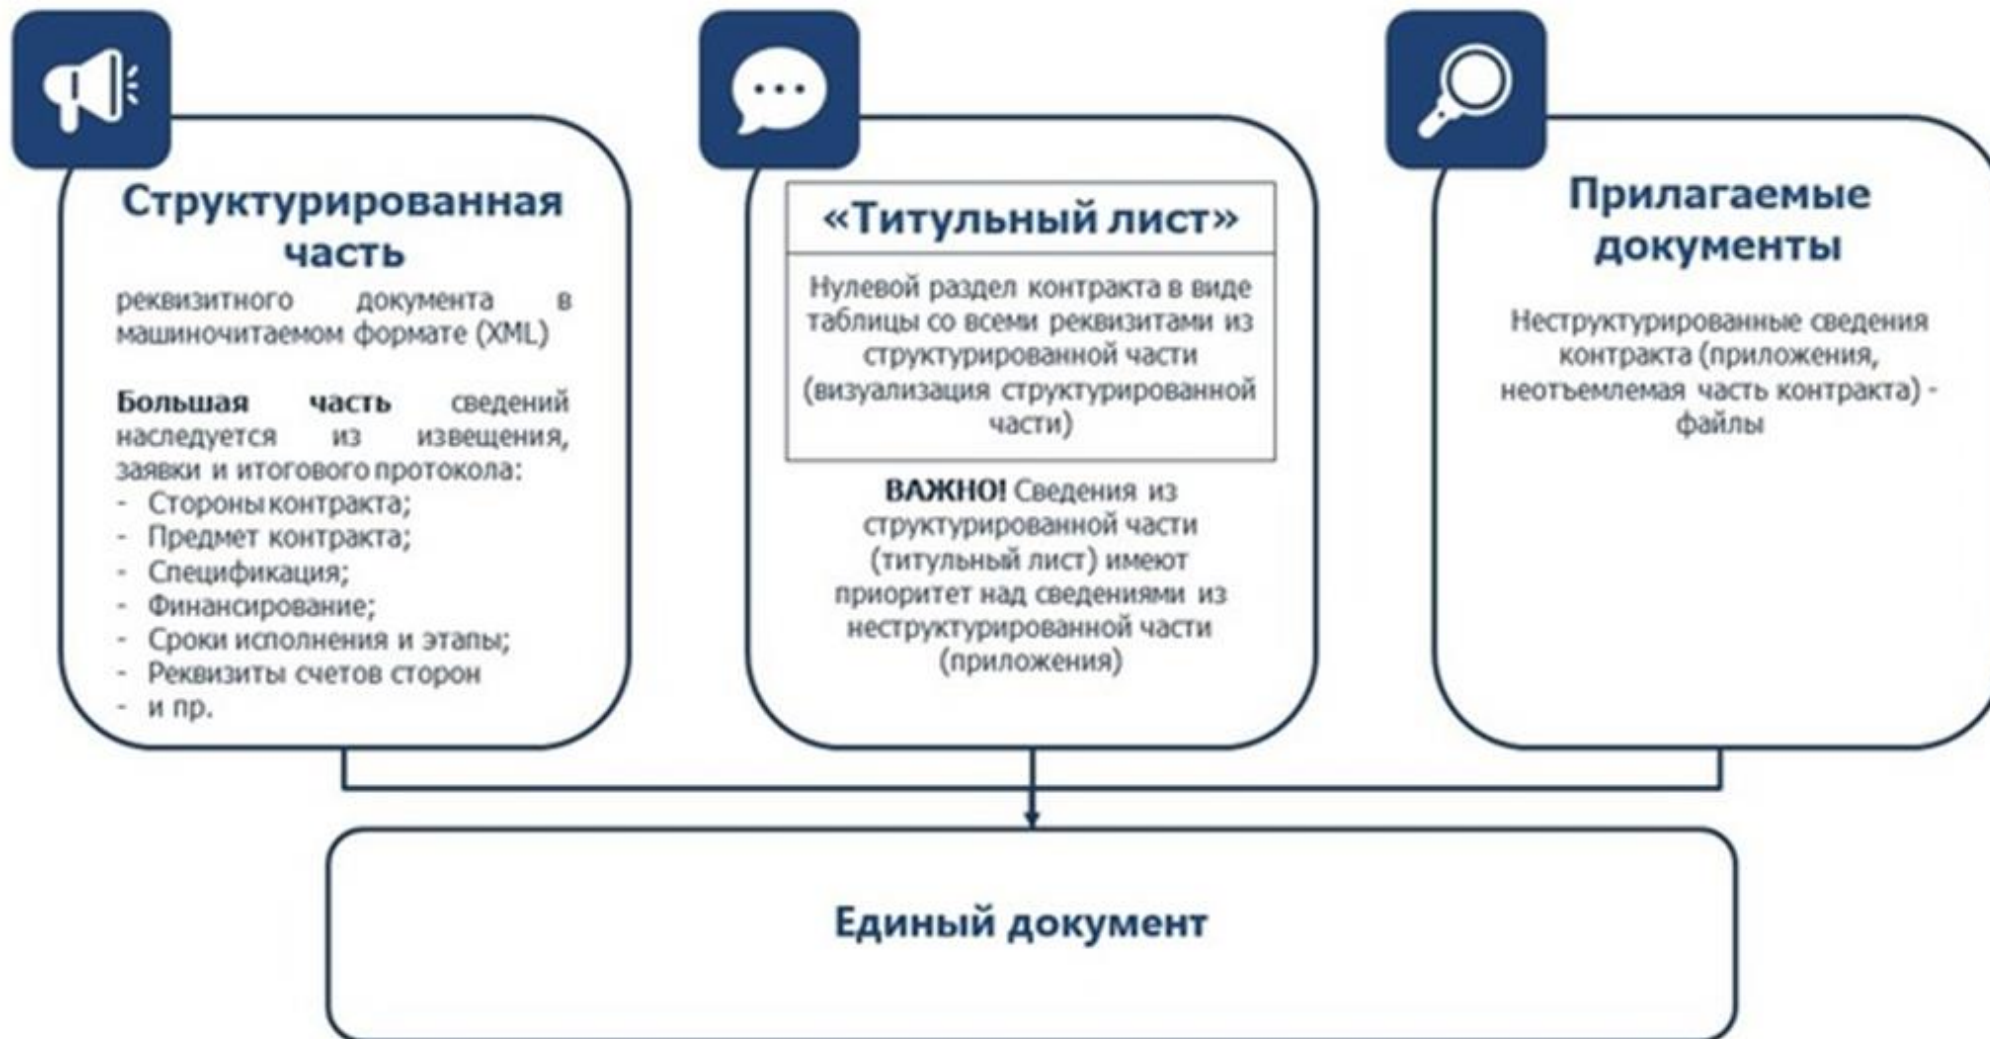 Структурированная
часть
реквизитного документа в
машиночитаемом формате (XML)
Большая часть сведений
наследуется из извещения,
заявки и итогового протокола:
- Стороны контракта;
- Предмет контракта;
- Спецификация;
- Финансирование;
- Сроки исполнения и этапы;
- Реквизиты счетов сторон
- и пр.
«Титульный лист»
Нулевой раздел контракта в виде
таблицы со всеми реквизитами из
структурированной части
(визуализация структурированной
части)
ВАЖНО! Сведения из
структурированной части
(титульный лист) имеют
приоритет над сведениями из
неструктурированной части
(приложения)
Прилагаемые
документы
Неструктурированные сведения
контракта (приложения,
неотъемлемая часть контракта) -
файлы
Единый документ